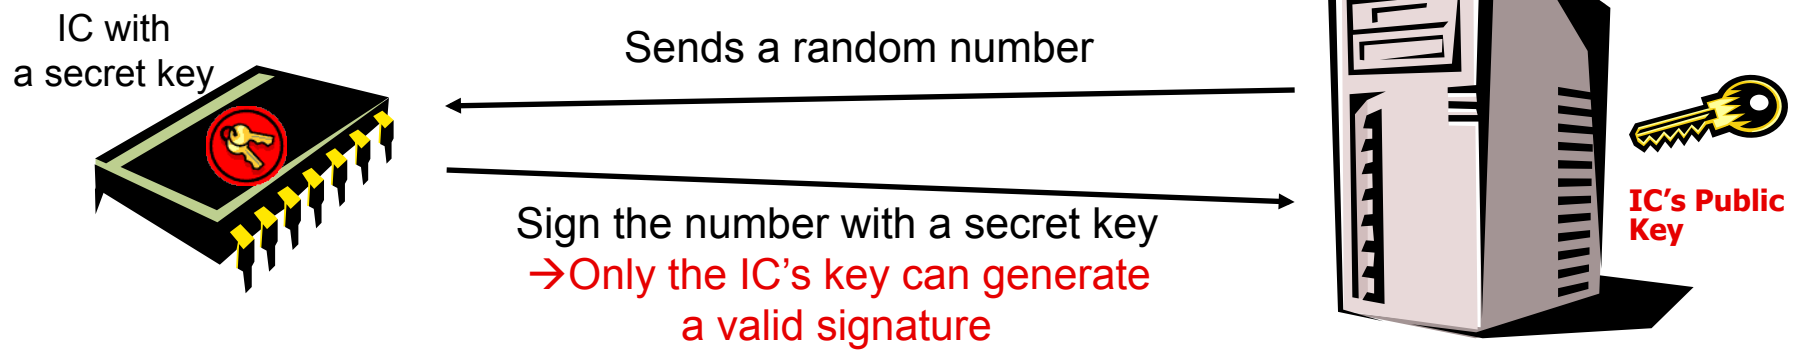 IC with
a secret key
Sends a random number
Sign the number with a secret key
→Only the IC’s key can generate
a valid signature
IC’s Public
Key